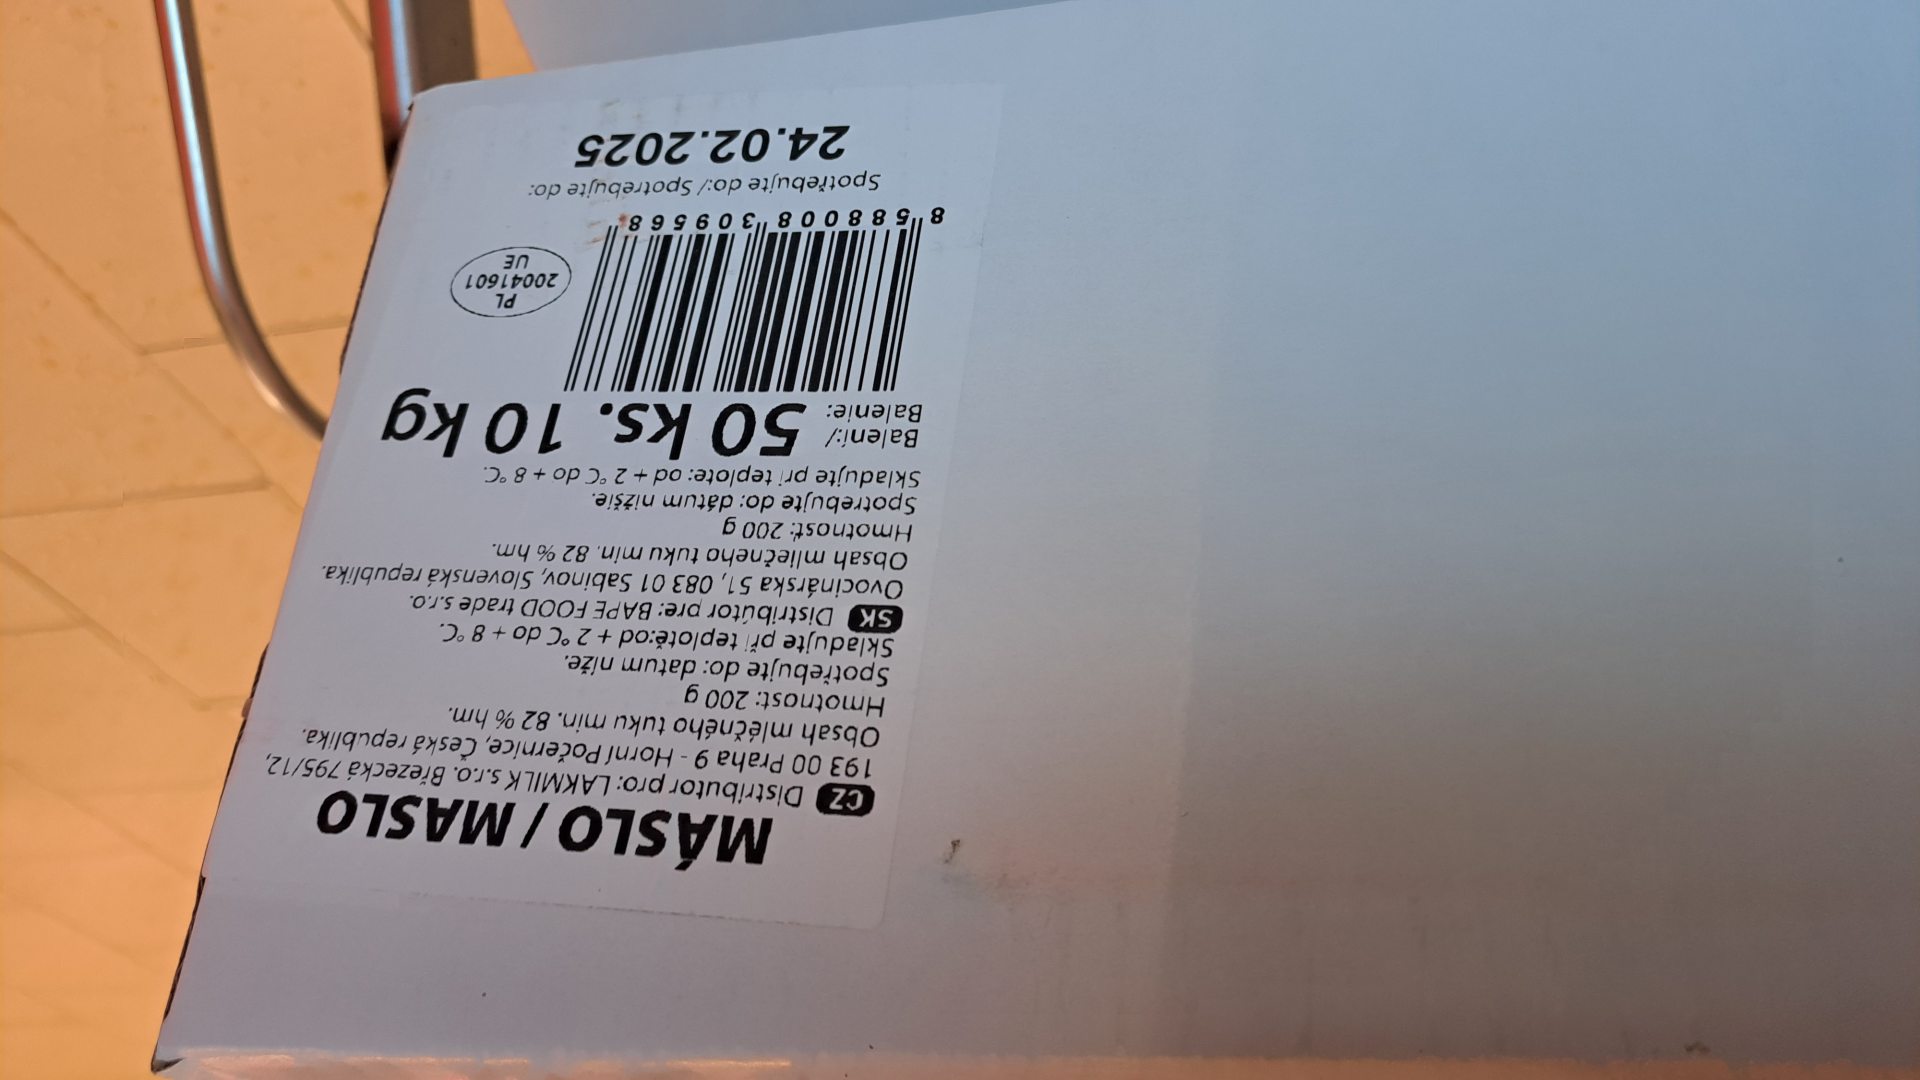 MÁSLO / MASLO
CZ Distributor pro: LAKMILK s.r.o. Březecká 795/12,
193 00 Praha 9 - Horní Počernice, Česká republika.
Obsah mléčného tuku min. 82 % hm.
Hmotnost: 200 g
Spotřebujte do: datum níže.
Skladujte při teplotě:od + 2 °C do + 8 °C.
SK Distribútor pre: BAPE FOOD trade s.r.o.
Ovocinárska 51, 083 01 Sabinov, Slovenská republika.
Obsah mliečneho tuku min. 82 % hm.
Hmotnosť: 200 g
Spotrebujte do: dátum nižšie.
Skladujte pri teplote: od + 2 °C do + 8 °C.
Balení:/
Balenie:
50 ks. 10 kg
8 588008 309568
PL
20041601
UE
Spotřebujte do:/ Spotrebujte do:
24.02.2025